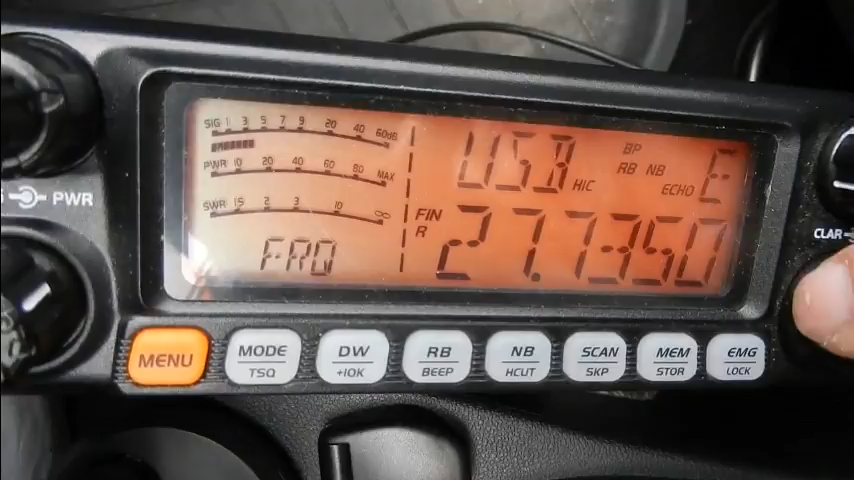 SIG 1 3 5 7 9 20 40 60dB
PWR 10 20 40 60 80 MAX
SWR 1.5 2 3 10 ∞
FRQ
USB HIC BP
RB NB
ECHO E
FIN
R 27.7350
PWR
CLAR
MENU
MODE
TSQ
DW
+10K
RB
BEEP
NB
HCUT
SCAN
SKP
MEM
STOR
EMG
LOCK